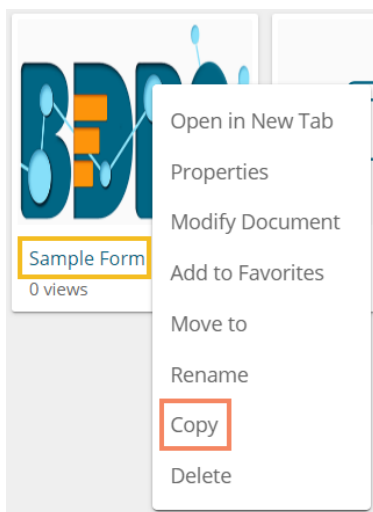 Sample Form
0 views
Open in New Tab
Properties
Modify Document
Add to Favorites
Move to
Rename
Copy
Delete